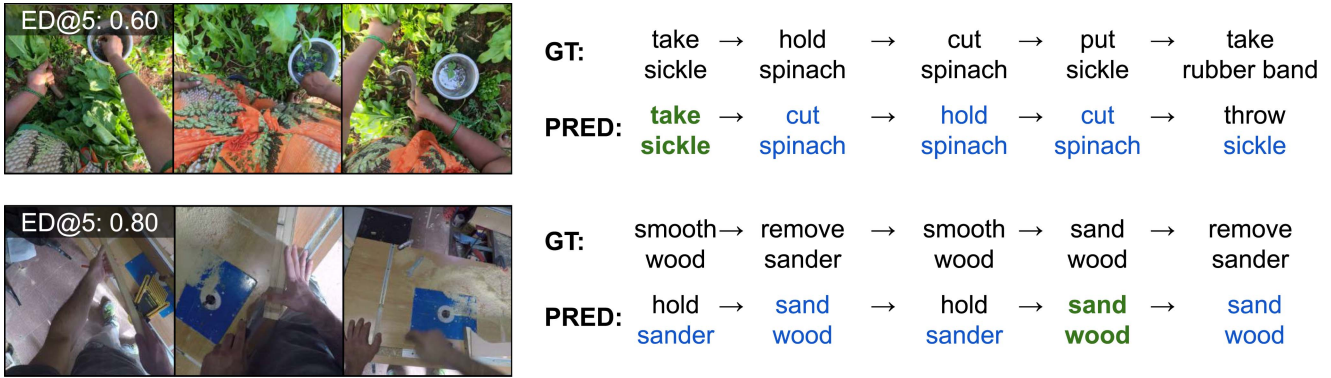 ED@5: 0.60
GT:
take → hold → cut → put → take
sickle spinach spinach sickle rubber band
PRED:
take → cut → hold → cut → throw
sickle spinach spinach spinach sickle
ED@5: 0.80
GT:
smooth→ remove → smooth → sand → remove
wood sander wood wood sander
PRED:
hold → sand → hold → sand → sand
sander wood sander wood wood